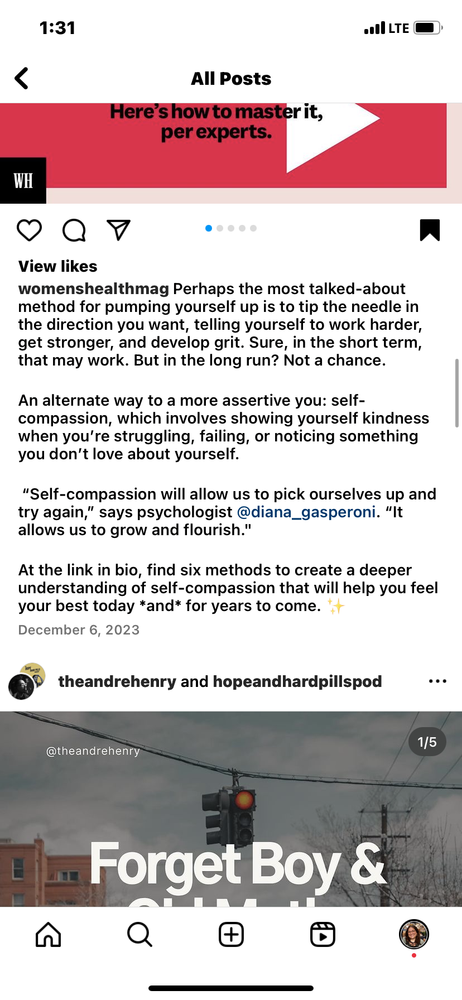 1:31
LTE
All Posts
Here's how to master it,
per experts.
WH
View likes
womenshealthmag Perhaps the most talked-about
method for pumping yourself up is to tip the needle in
the direction you want, telling yourself to work harder,
get stronger, and develop grit. Sure, in the short term,
that may work. But in the long run? Not a chance.
An alternate way to a more assertive you: self-
compassion, which involves showing yourself kindness
when you’re struggling, failing, or noticing something
you don’t love about yourself.
“Self-compassion will allow us to pick ourselves up and
try again,” says psychologist @diana_gasperoni. “It
allows us to grow and flourish."
At the link in bio, find six methods to create a deeper
understanding of self-compassion that will help you feel
your best today *and* for years to come. ✨
December 6, 2023
theandrehenry and hopeandhardpillspod
@theandrehenry
1/5
Forget Boy &